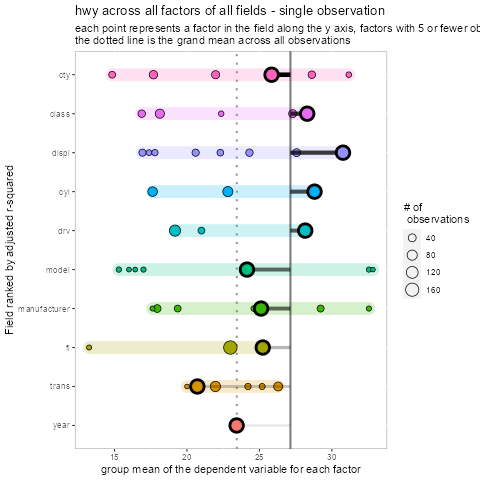 hwy across all factors of all fields - single observation
each point represents a factor in the field along the y axis, factors with 5 or fewer
the dotted line is the grand mean across all observations
Field ranked by adjusted r-squared
cty
class
displ
cyl
drv
model
manufacturer
fl
trans
year
15 20 25 30
group mean of the dependent variable for each factor
# of
observations
40
80
120
160